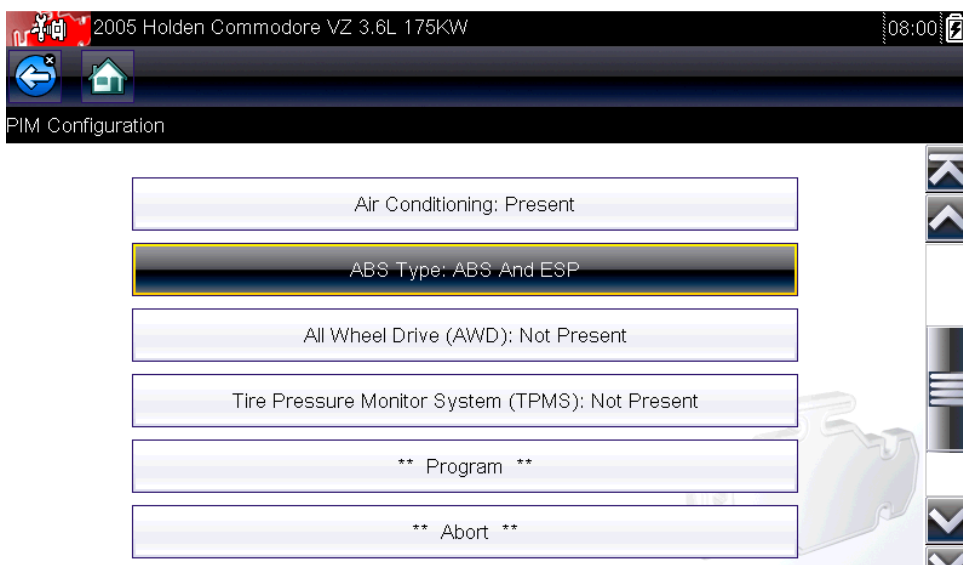 2005 Holden Commodore VZ 3.6L 175KW
08:00
PIM Configuration
Air Conditioning: Present
ABS Type: ABS And ESP
All Wheel Drive (AWD): Not Present
Tire Pressure Monitor System (TPMS): Not Present
** Program **
** Abort **